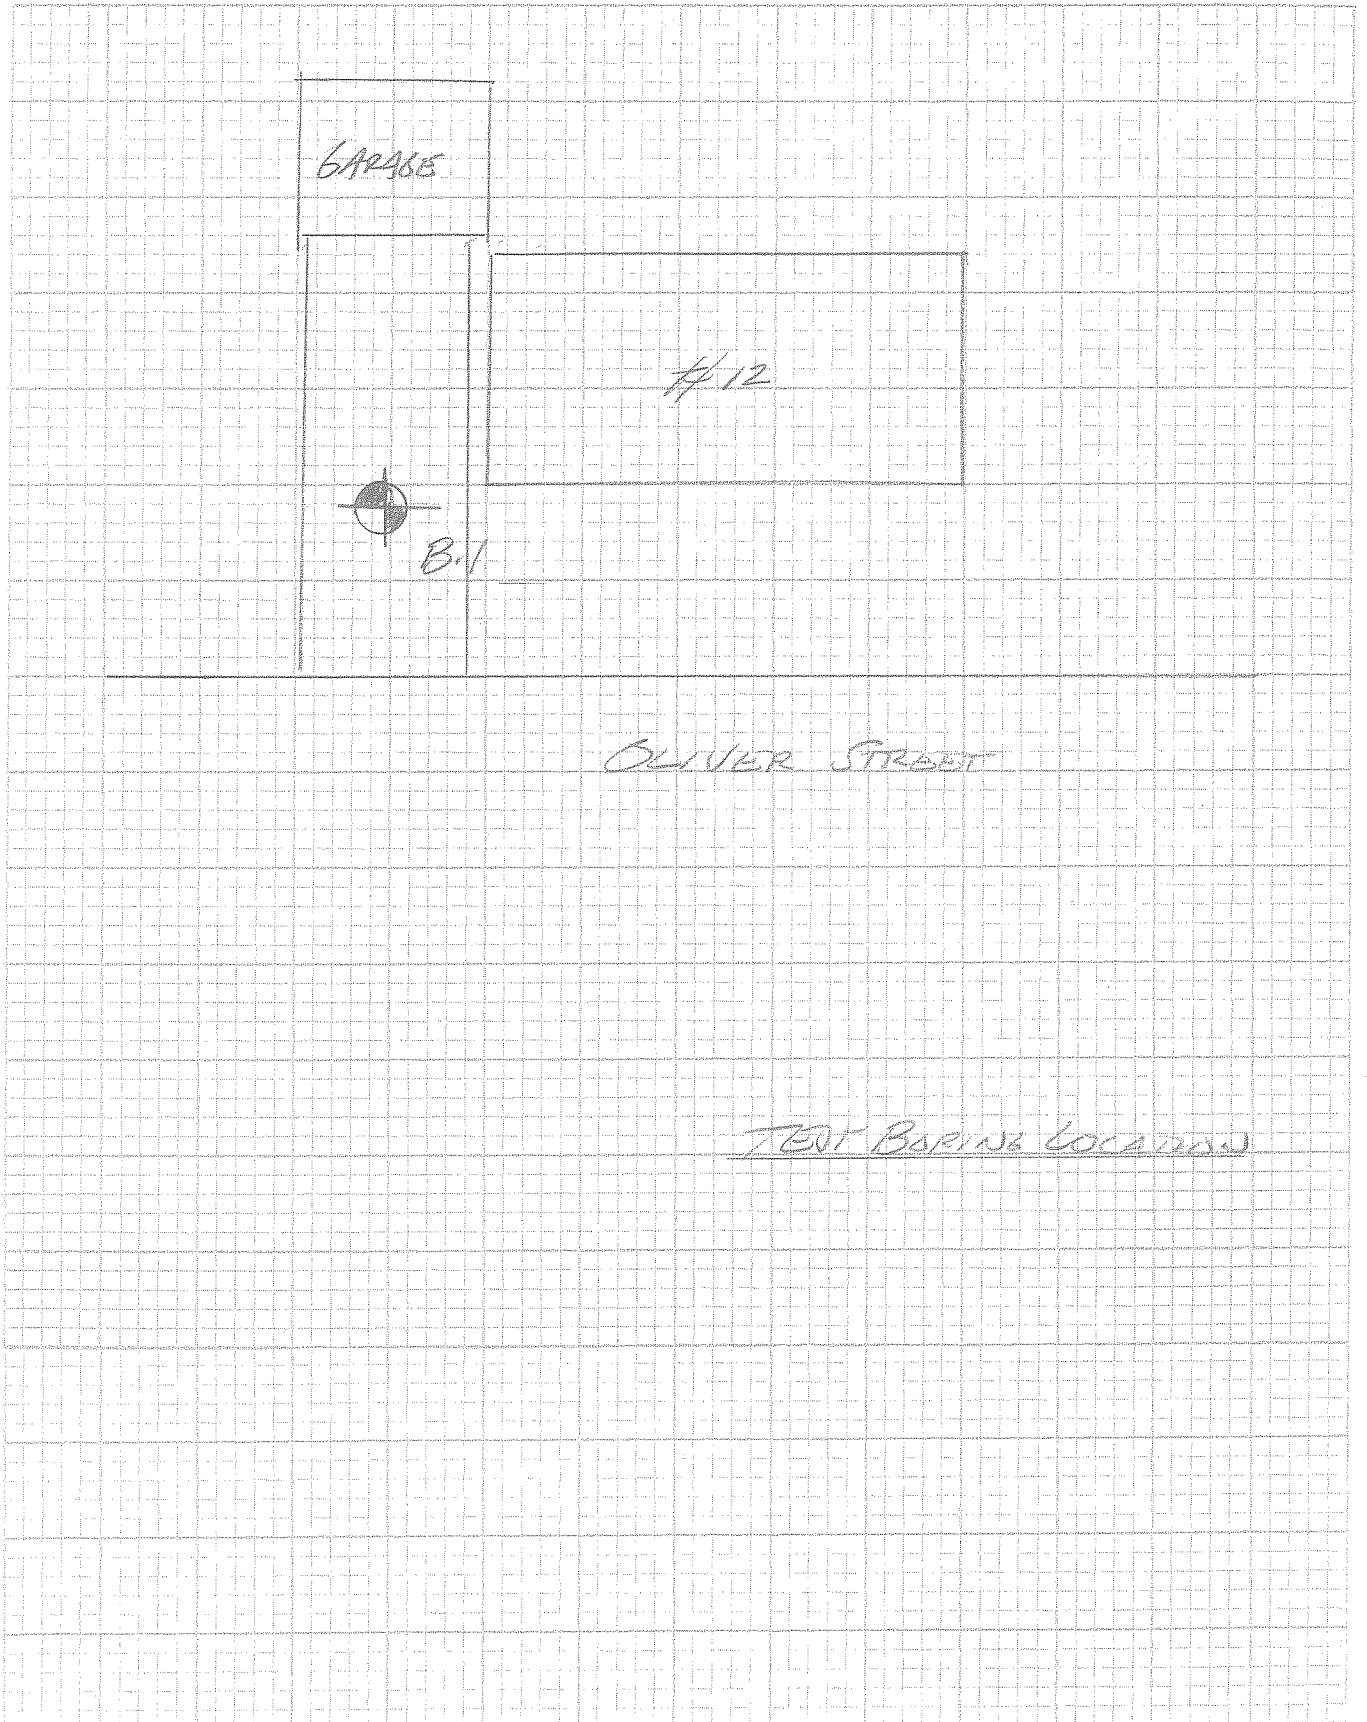 GARAGE
# 12
B-1
OLIVER STREET
TEST BORING LOCATION